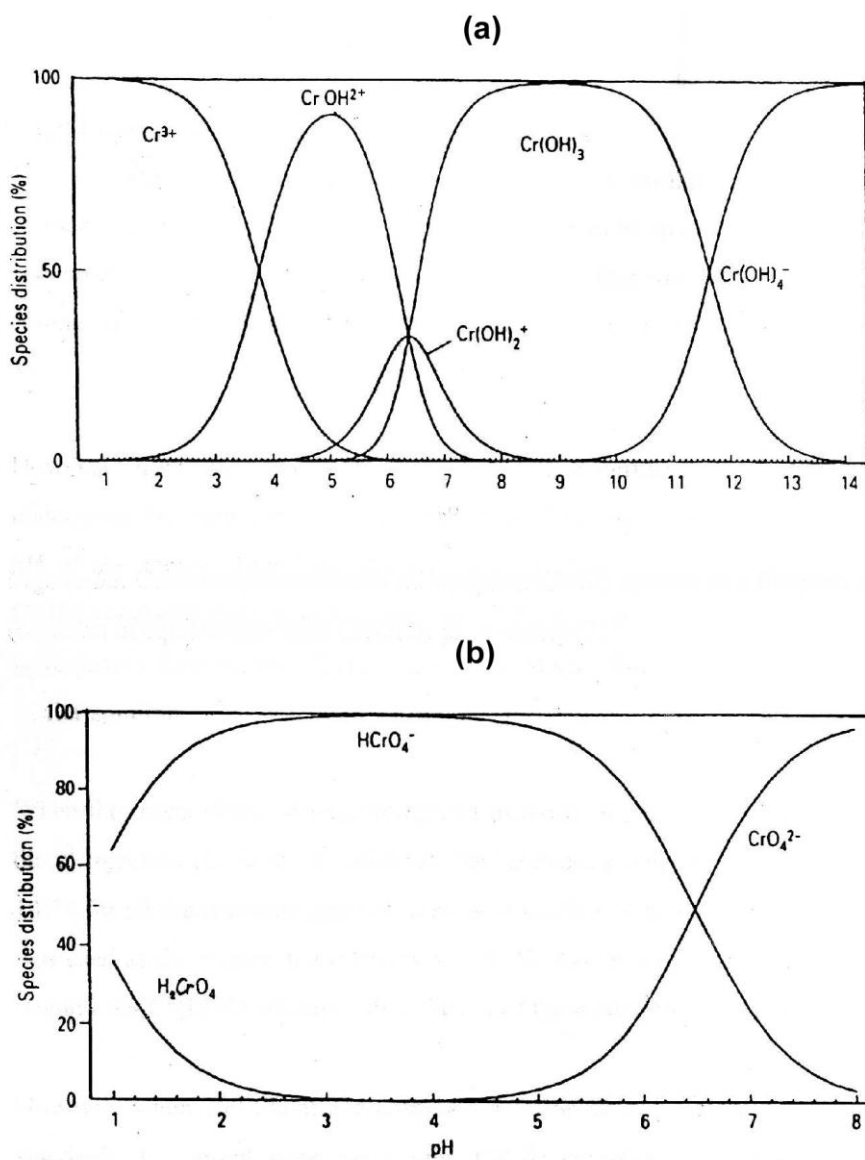 (a)
100
Cr OH²⁺
Cr³⁺
Cr(OH)₃
Species distribution (%)
50
Cr(OH)₄⁻
Cr(OH)₂⁺
0
1 2 3 4 5 6 7 8 9 10 11 12 13 14
(b)
100
HCrO₄⁻
80
CrO₄²⁻
Species distribution (%)
60
40
H₂CrO₄
20
0
1 2 3 4 5 6 7 8
pH